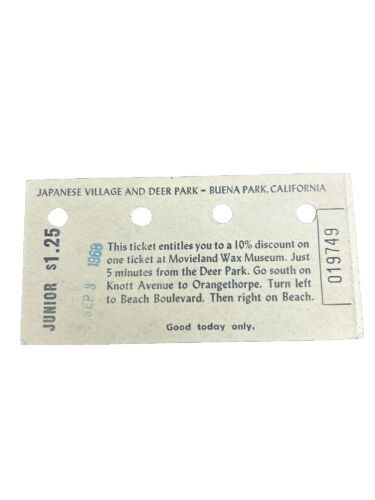 JAPANESE VILLAGE AND DEER PARK – BUENA PARK, CALIFORNIA
JUNIOR $1.25
SEP 3 1968
This ticket entitles you to a 10% discount on
one ticket at Movieland Wax Museum. Just
5 minutes from the Deer Park. Go south on
Knott Avenue to Orangethorpe. Turn left
to Beach Boulevard. Then right on Beach.
Good today only.
019749